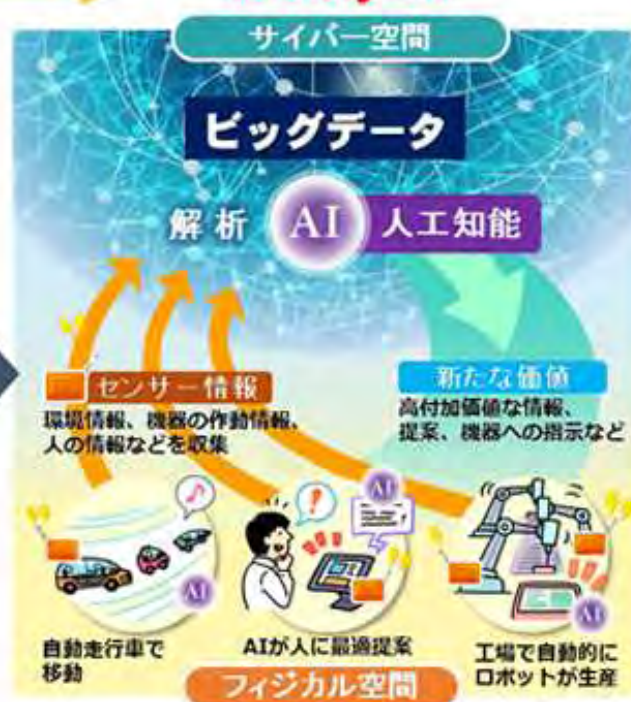 サイバー空間
ビッグデータ
解析 AI 人工知能
センサー情報
環境情報、機器の作動情報、
人の情報などを収集
新たな価値
高付加価値な情報、
提案、機器への指示など
AI
AI
AI
自動走行車で
移動
AIが人に最適提案
工場で自動的に
ロボットが生産
フィジカル空間